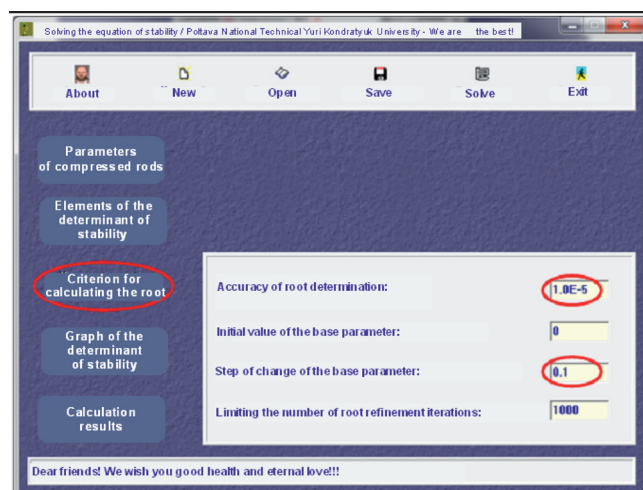 Solving the equation of stability / Poltava National Technical Yuri Kondratyuk University - We are the best!
About New Open Save Solve Exit
Parameters
of compressed rods
Elements of the
determinant of
stability
Criterion for
calculating the root
Accuracy of root determination: 1.0E-5
Initial value of the base parameter: 0
Graph of the
determinant
of stability
Step of change of the base parameter: 0.1
Limiting the number of root refinement iterations: 1000
Calculation
results
Dear friends! We wish you good health and eternal love!!!